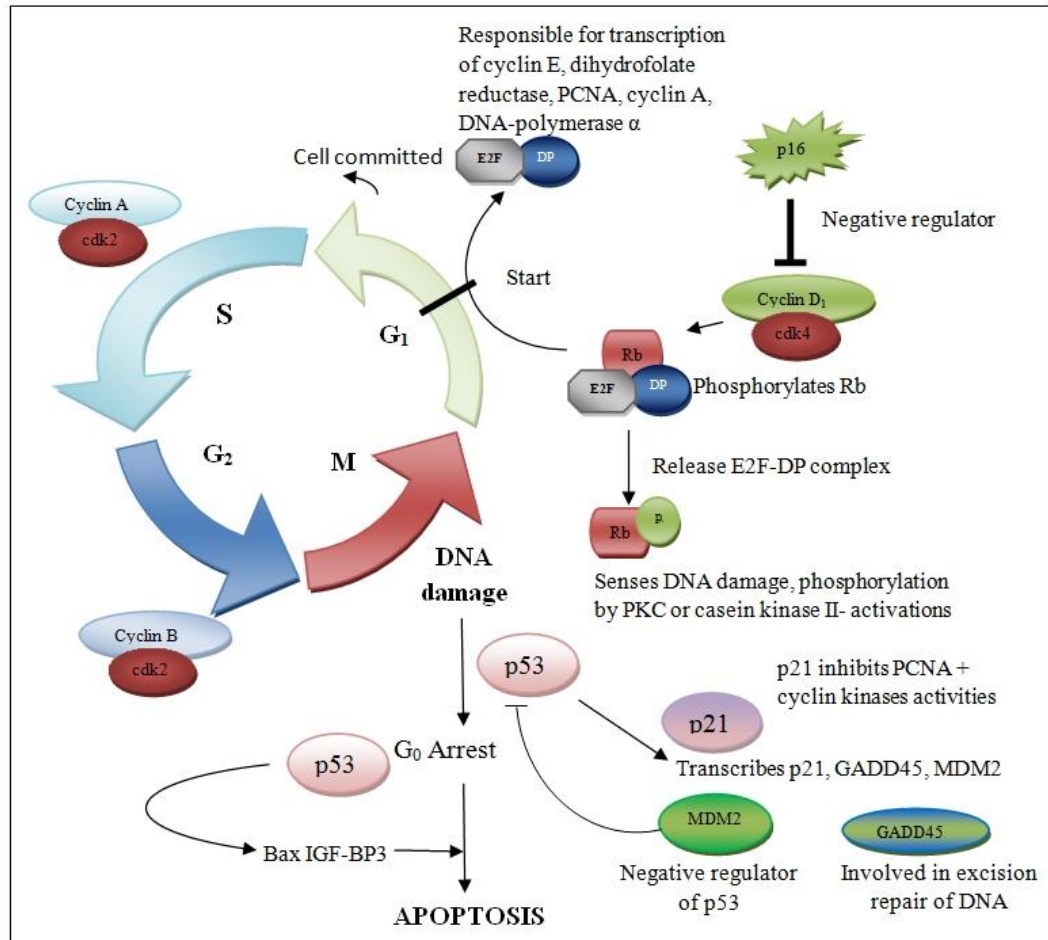 Responsible for transcription
of cyclin E, dihydrofolate
reductase, PCNA, cyclin A,
DNA-polymerase α
E2F
DP
Cell committed
p16
Negative regulator
Cyclin A
cdk2
Start
Cyclin D₁
cdk4
S
G₁
Rb
E2F
DP
Phosphorylates Rb
G₂
M
Release E2F-DP complex
Rb
p
DNA
damage
Senses DNA damage, phosphorylation
by PKC or casein kinase II- activations
Cyclin B
cdk2
p53
p21 inhibits PCNA +
cyclin kinases activities
p21
p53
G₀ Arrest
Transcribes p21, GADD45, MDM2
MDM2
GADD45
Bax IGF-BP3
Negative regulator
of p53
Involved in excision
repair of DNA
APOPTOSIS